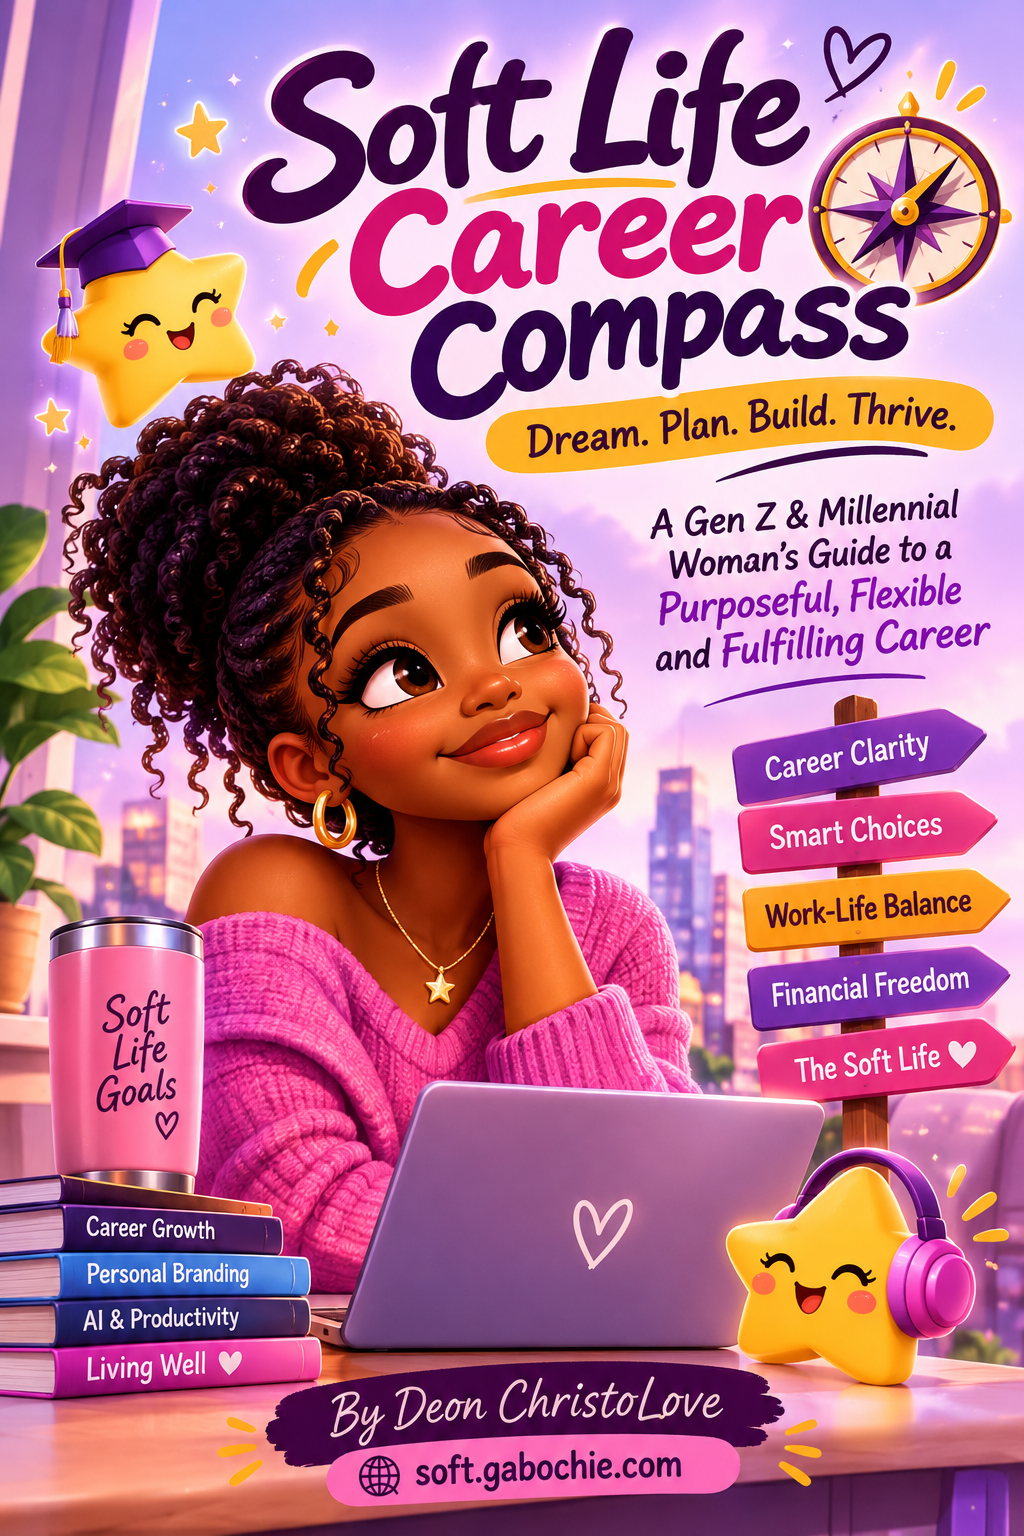 Soft Life
Career
Compass
Dream. Plan. Build. Thrive.
A Gen Z & Millennial
Woman's Guide to a
Purposeful, Flexible
and Fulfilling Career
Career Clarity
Smart Choices
Work-Life Balance
Financial Freedom
The Soft Life
Soft
Life
Goals
Career Growth
Personal Branding
AI & Productivity
Living Well
By Deon ChristoLove
soft.gabochie.com